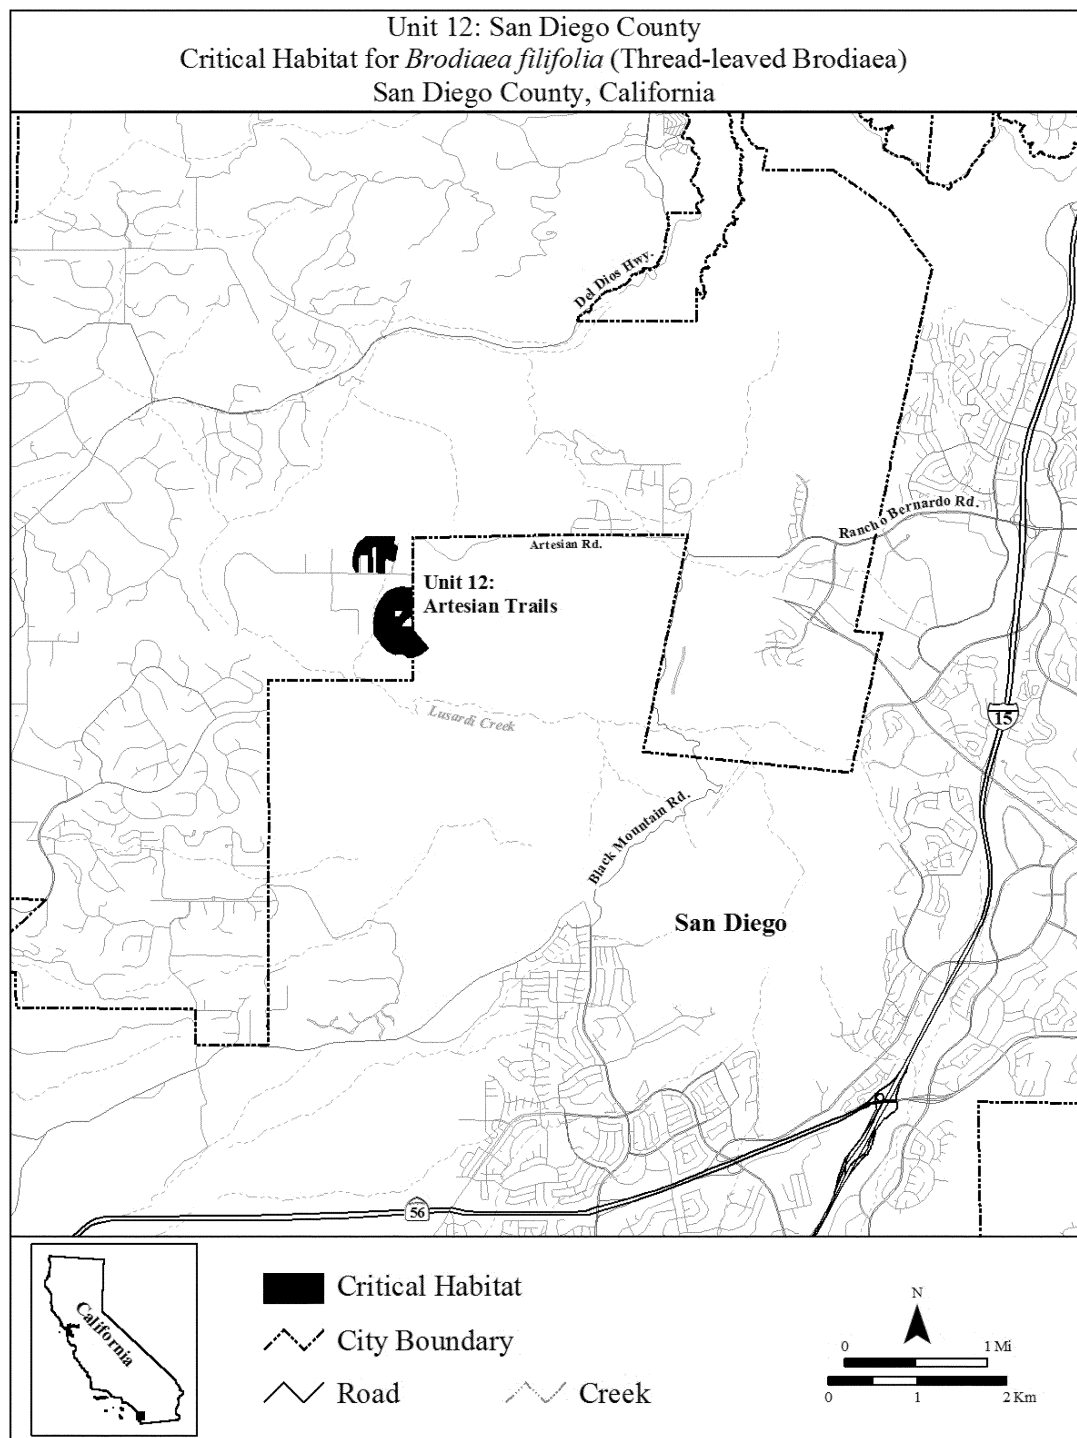 Unit 12: San Diego County
Critical Habitat for Brodiaea filifolia (Thread-leaved Brodiaea)
San Diego County, California
Del Dios Hwy.
Rancho Bernardo Rd.
Artesian Rd.
Unit 12:
Artesian Trails
Lusardi Creek
15
Black Mountain Rd.
San Diego
56
California
Critical Habitat
City Boundary
Road
Creek
N
0 1 Mi
0 1 2 Km